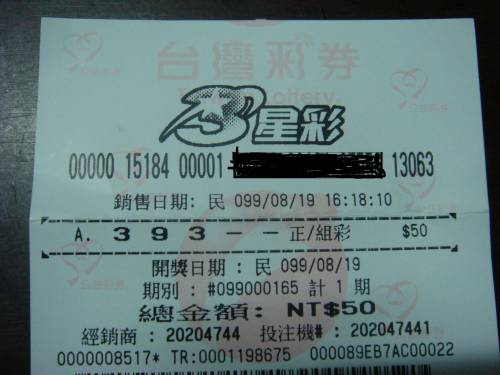 台灣彩券
Taiwan Lottery
3星彩
00000 15184 00001 13063
銷售日期: 民 099/08/19 16:18:10
A. 3 9 3 - - 正/組彩 $50
開獎日期: 民 099/08/19
期別: #099000165 計 1 期
總金額: NT$50
經銷商: 20204744 投注機#: 202047441
0000008517* TR:0001198675 000089EB7AC00022